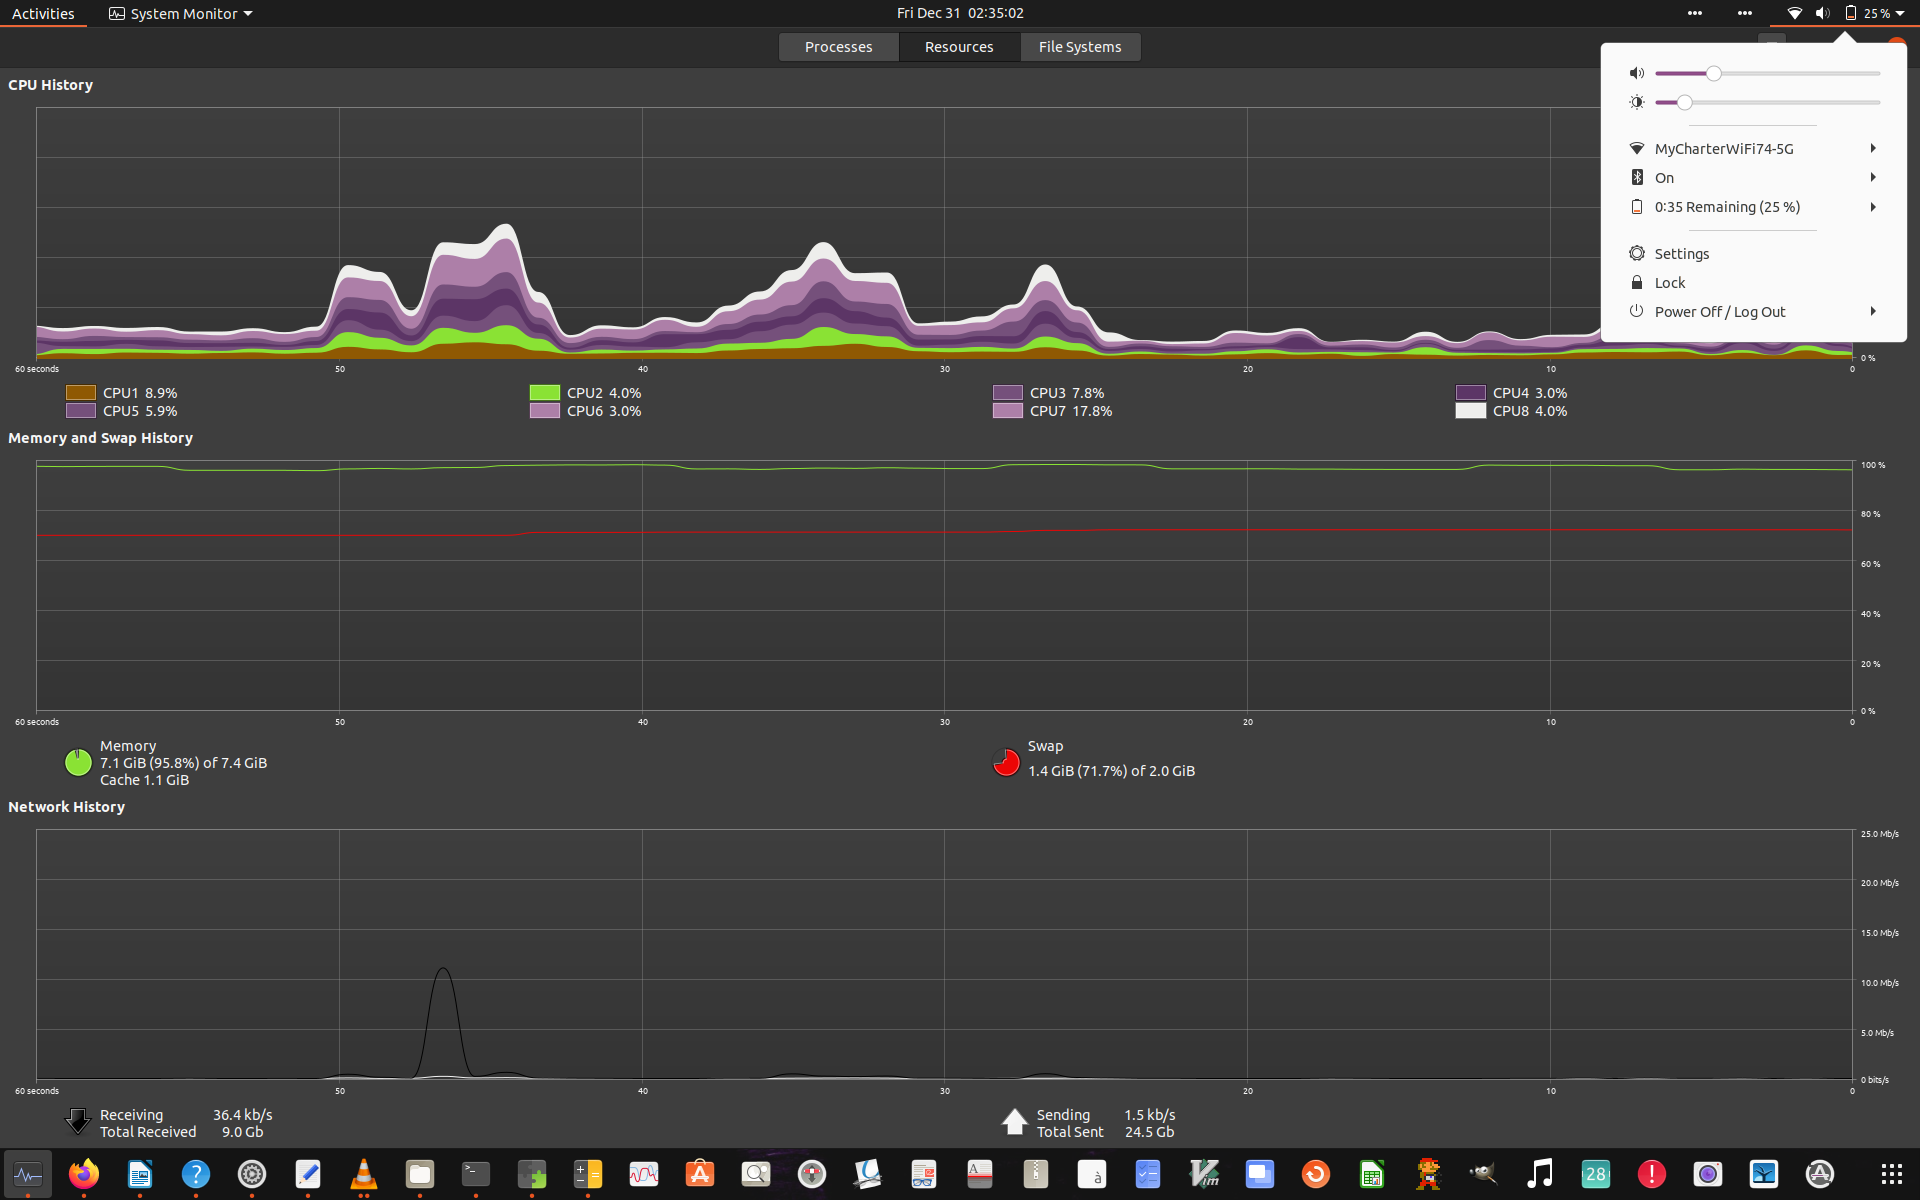 Activities
System Monitor
Fri Dec 31 02:35:02
25 %
Processes
Resources
File Systems
CPU History
MyCharterWiFi74-5G
On
0:35 Remaining (25 %)
Settings
Lock
Power Off / Log Out
0 %
60 seconds
50
40
30
20
10
0
CPU1 8.9%
CPU2 4.0%
CPU3 7.8%
CPU4 3.0%
CPU5 5.9%
CPU6 3.0%
CPU7 17.8%
CPU8 4.0%
Memory and Swap History
100 %
80 %
60 %
40 %
20 %
0 %
60 seconds
50
40
30
20
10
0
Memory
7.1 GiB (95.8%) of 7.4 GiB
Cache 1.1 GiB
Swap
1.4 GiB (71.7%) of 2.0 GiB
Network History
25.0 Mb/s
20.0 Mb/s
15.0 Mb/s
10.0 Mb/s
5.0 Mb/s
0 bits/s
60 seconds
50
40
30
20
10
0
Receiving 36.4 kb/s
Total Received 9.0 Gb
Sending 1.5 kb/s
Total Sent 24.5 Gb
?
>_
A
à
Vim
28
!